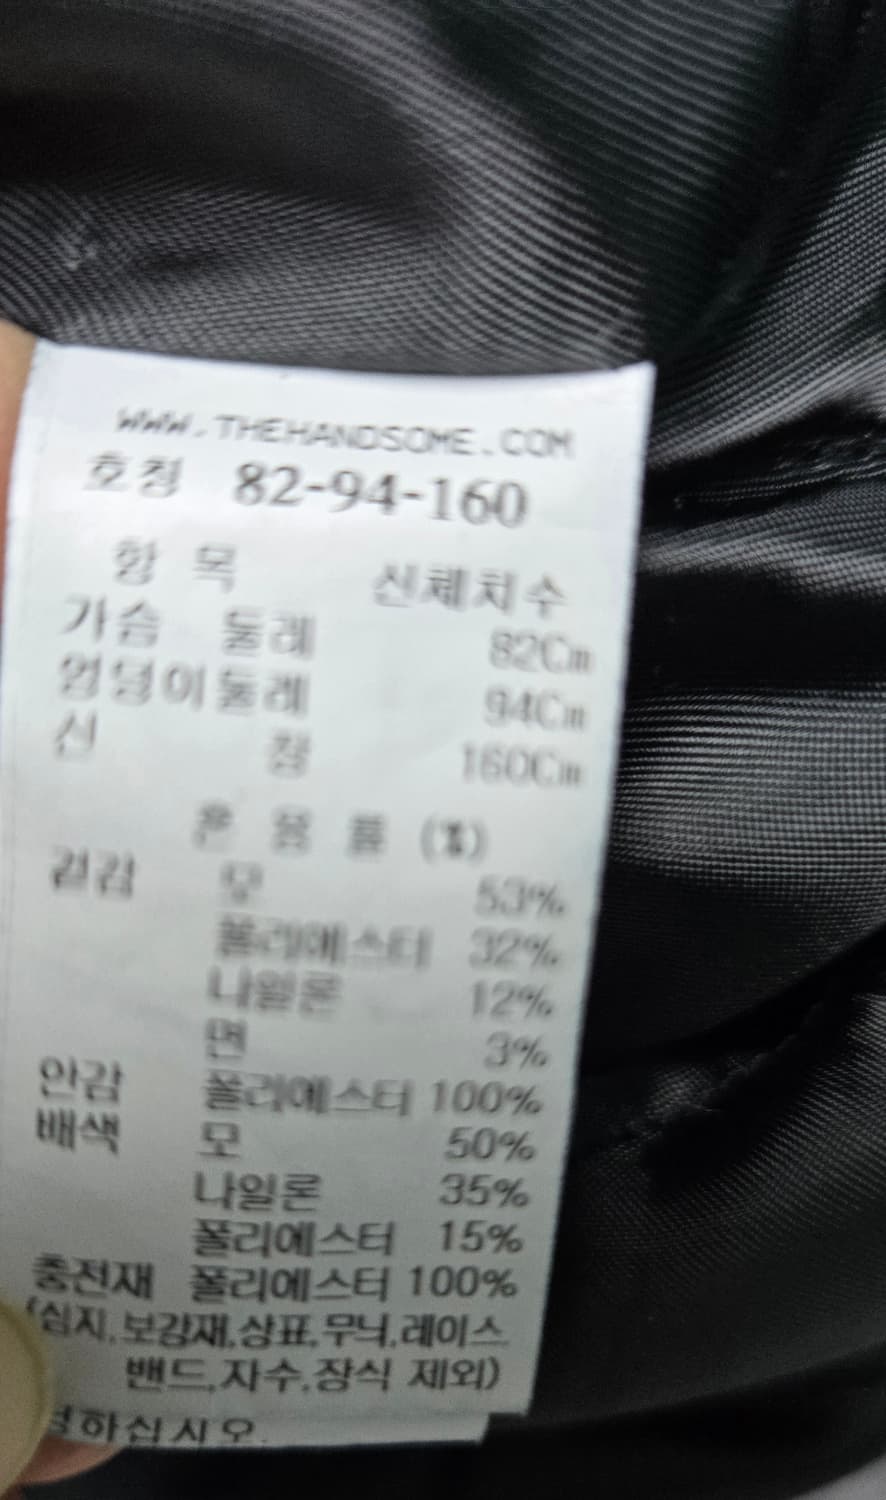 WWW.THEHANDSOME.COM
호칭 82-94-160
항 목 신체치수
가슴 둘레 82Cm
엉덩이둘레 94Cm
신 장 160Cm
혼 용 률 (%)
겉감 모 53%
폴리에스터 32%
나일론 12%
면 3%
안감 폴리에스터 100%
배색 모 50%
나일론 35%
폴리에스터 15%
충전재 폴리에스터 100%
(심지,보강재,상표,무늬,레이스
밴드,자수,장식 제외)
하십시오.